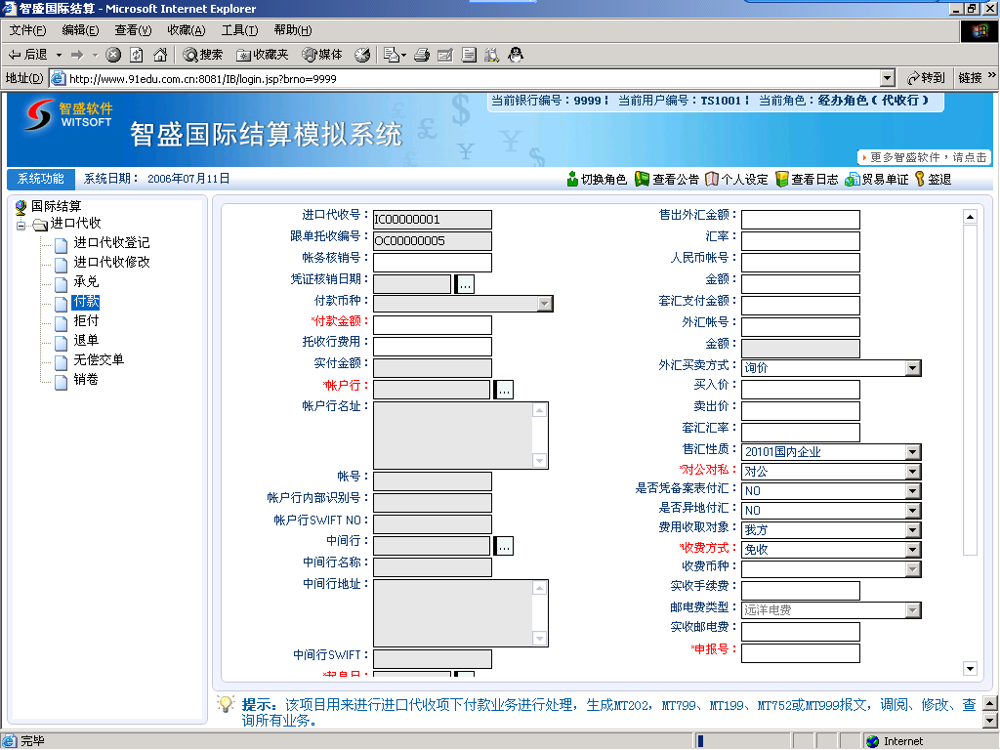 智盛国际结算 - Microsoft Internet Explorer
文件(F) 编辑(E) 查看(V) 收藏(A) 工具(T) 帮助(H)
后退 搜索 收藏夹 媒体
地址(D) http://www.91edu.com.cn:8081/IB/login.jsp?brno=9999 转到 链接 »
智盛软件
WITSOFT
智盛国际结算模拟系统
当前银行编号：9999 | 当前用户编号：TS1001 | 当前角色：经办角色（代收行）
更多智盛软件，请点击
系统功能 系统日期： 2006年07月11日 切换角色 查看公告 个人设定 查看日志 贸易单证 签退
国际结算
进口代收
进口代收登记
进口代收修改
承兑
付款
拒付
退单
无偿交单
销卷
进口代收号： IC00000001
跟单托收编号： OC00000005
帐务核销号：
凭证核销日期： ...
付款币种：
*付款金额：
托收行费用：
实付金额：
*帐户行： ...
帐户行名址：
帐号：
帐户行内部识别号：
帐户行SWIFT NO：
中间行： ...
中间行名称：
中间行地址：
中间行SWIFT：
*起息日：
售出外汇金额：
汇率：
人民币帐号：
金额：
套汇支付金额：
外汇帐号：
金额：
外汇买卖方式： 询价
买入价：
卖出价：
套汇汇率：
售汇性质： 20101国内企业
*对公对私： 对公
是否凭备案表付汇： NO
是否异地付汇： NO
费用收取对象： 我方
*收费方式： 免收
收费币种：
实收手续费：
邮电费类型： 远洋电费
实收邮电费：
*申报号：
提示：该项目用来进行进口代收项下付款业务进行处理，生成MT202，MT799、MT199、MT752或MT999报文，调阅、修改、查
询所有业务。
完毕 Internet